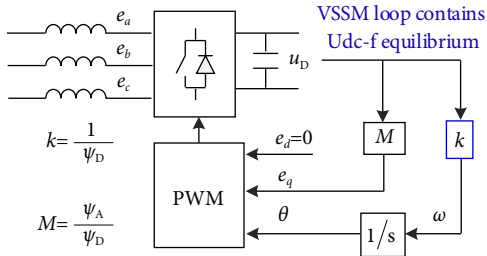 e_a
VSSM loop contains
Udc-f equilibrium
e_b
u_D
e_c
M
k
k= 1/ψ_D
e_d=0
e_q
PWM
M= ψ_A/ψ_D
θ
1/s
ω